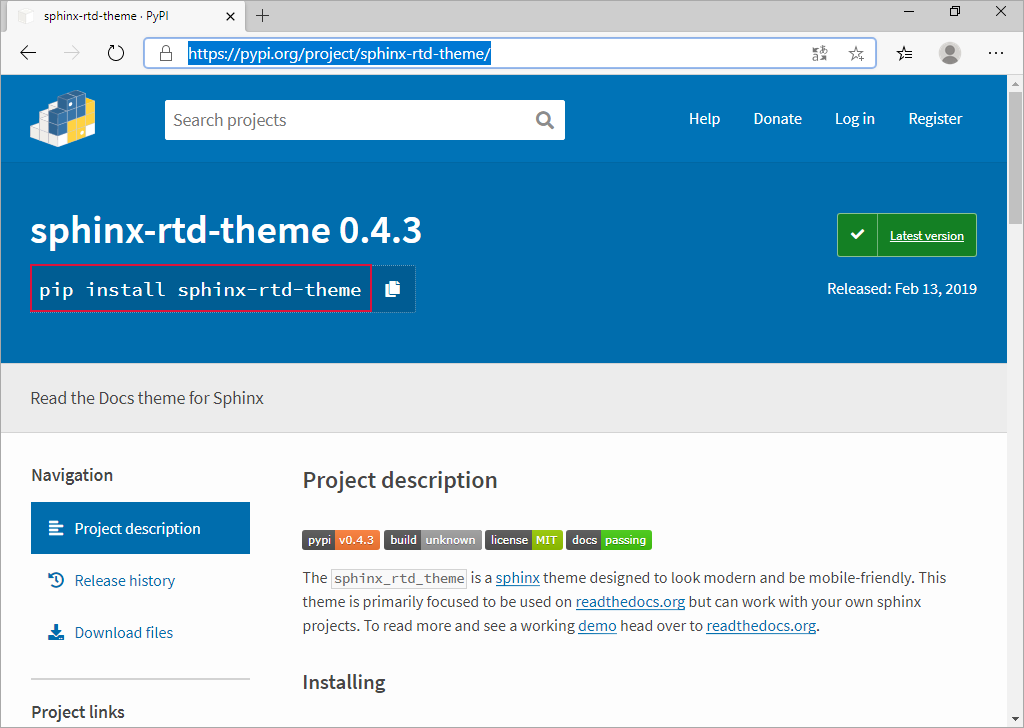 sphinx-rtd-theme · PyPI
https://pypi.org/project/sphinx-rtd-theme/
Search projects
Help
Donate
Log in
Register
sphinx-rtd-theme 0.4.3
Latest version
pip install sphinx-rtd-theme
Released: Feb 13, 2019
Read the Docs theme for Sphinx
Navigation
Project description
Release history
Download files
Project links
Project description
pypi v0.4.3 build unknown license MIT docs passing
The sphinx_rtd_theme is a sphinx theme designed to look modern and be mobile-friendly. This
theme is primarily focused to be used on readthedocs.org but can work with your own sphinx
projects. To read more and see a working demo head over to readthedocs.org.
Installing